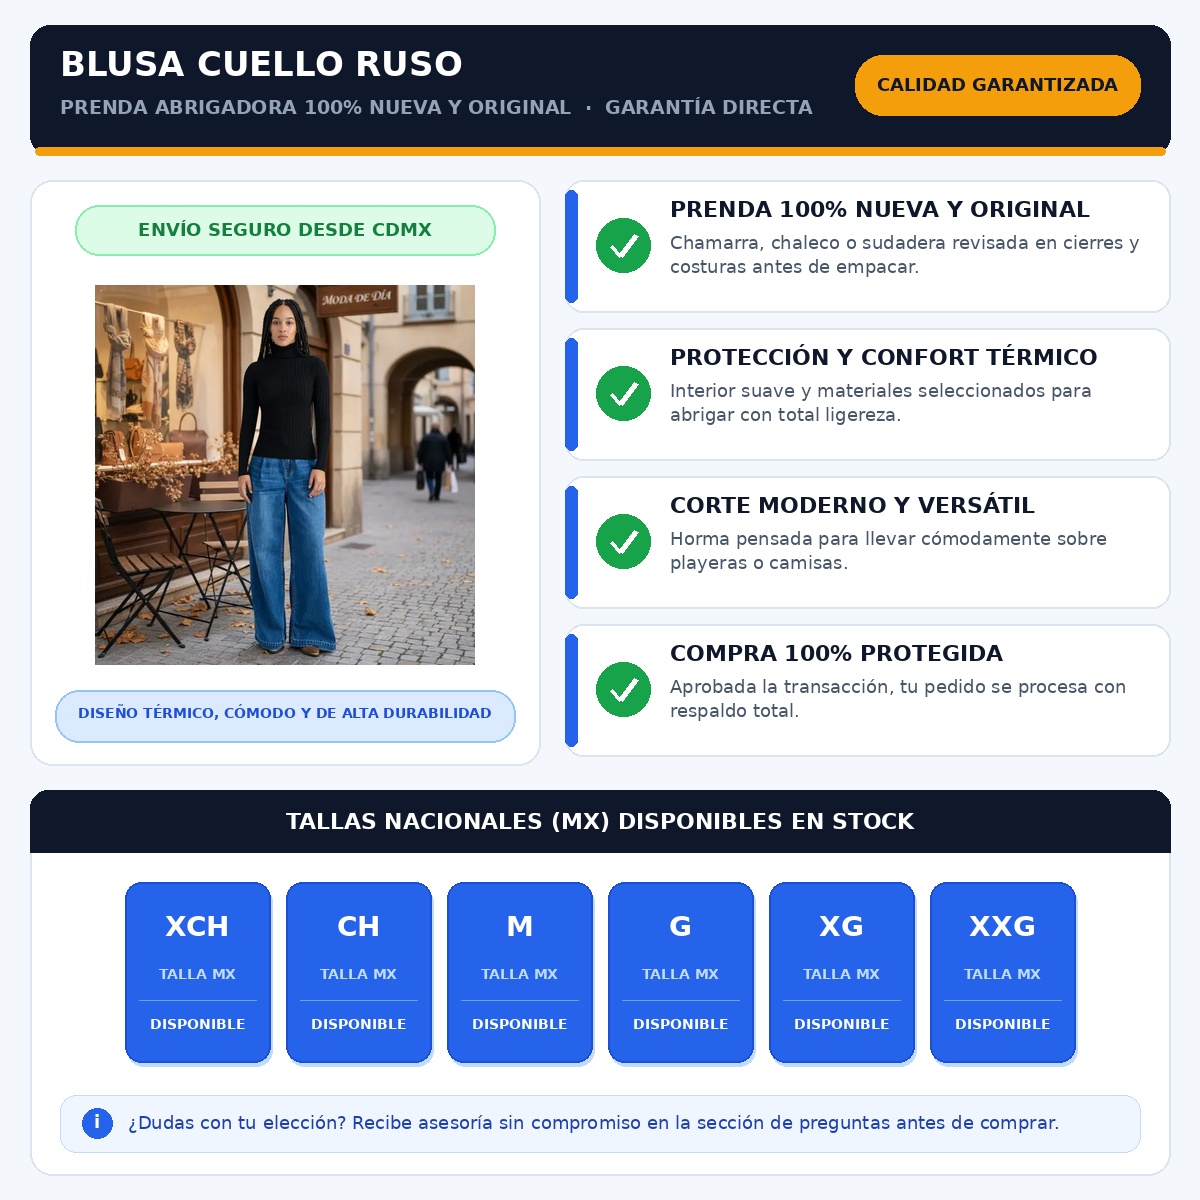 BLUSA CUELLO RUSO
PRENDA ABRIGADORA 100% NUEVA Y ORIGINAL · GARANTÍA DIRECTA
CALIDAD GARANTIZADA
ENVÍO SEGURO DESDE CDMX
MODA DE DÍA
DISEÑO TÉRMICO, CÓMODO Y DE ALTA DURABILIDAD
PRENDA 100% NUEVA Y ORIGINAL
Chamarra, chaleco o sudadera revisada en cierres y
costuras antes de empacar.
PROTECCIÓN Y CONFORT TÉRMICO
Interior suave y materiales seleccionados para
abrigar con total ligereza.
CORTE MODERNO Y VERSÁTIL
Horma pensada para llevar cómodamente sobre
playeras o camisas.
COMPRA 100% PROTEGIDA
Aprobada la transacción, tu pedido se procesa con
respaldo total.
TALLAS NACIONALES (MX) DISPONIBLES EN STOCK
XCH
TALLA MX
DISPONIBLE
CH
TALLA MX
DISPONIBLE
M
TALLA MX
DISPONIBLE
G
TALLA MX
DISPONIBLE
XG
TALLA MX
DISPONIBLE
XXG
TALLA MX
DISPONIBLE
i
¿Dudas con tu elección? Recibe asesoría sin compromiso en la sección de preguntas antes de comprar.